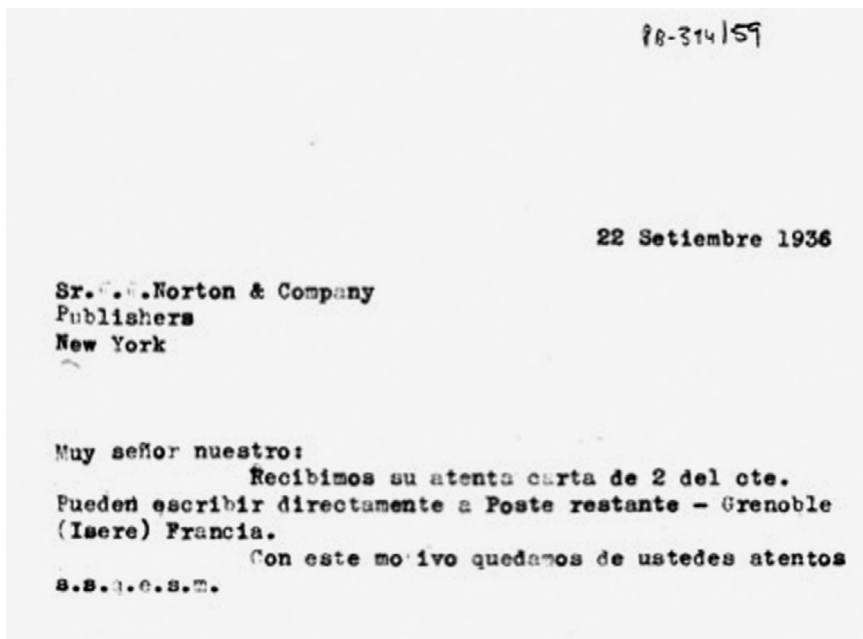 PB-314/59
22 Setiembre 1936
Sr. Norton & Company
Publishers
New York
Muy señor nuestro:
Recibimos su atenta carta de 2 del cte.
Pueden escribir directamente a Poste restante - Grenoble
(Isere) Francia.
Con este motivo quedamos de ustedes atentos
s.s.q.e.s.m.